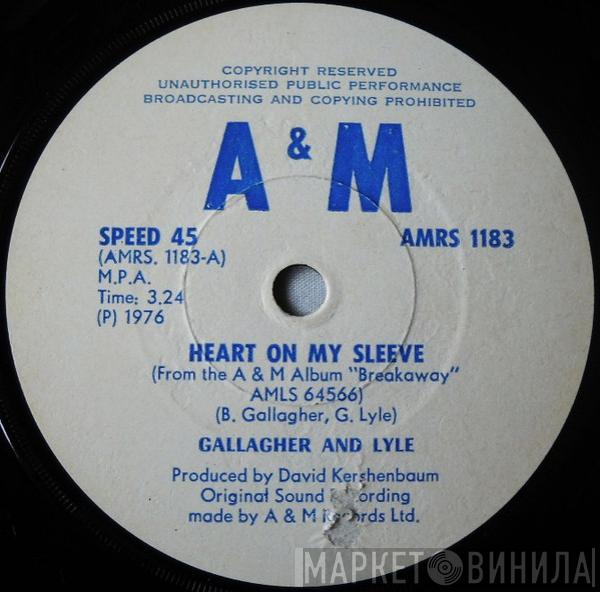 COPYRIGHT RESERVED
UNAUTHORISED PUBLIC PERFORMANCE
BROADCASTING AND COPYING PROHIBITED
A & M
SPEED 45
AMRS 1183
(AMRS. 1183-A)
M.P.A.
Time: 3.24
(P) 1976
HEART ON MY SLEEVE
(From the A & M Album "Breakaway"
AMLS 64566)
(B. Gallagher, G. Lyle)
GALLAGHER AND LYLE
Produced by David Kershenbaum
Original Sound
made by A & M Ltd.
МАРКЕТ ВИНИЛА